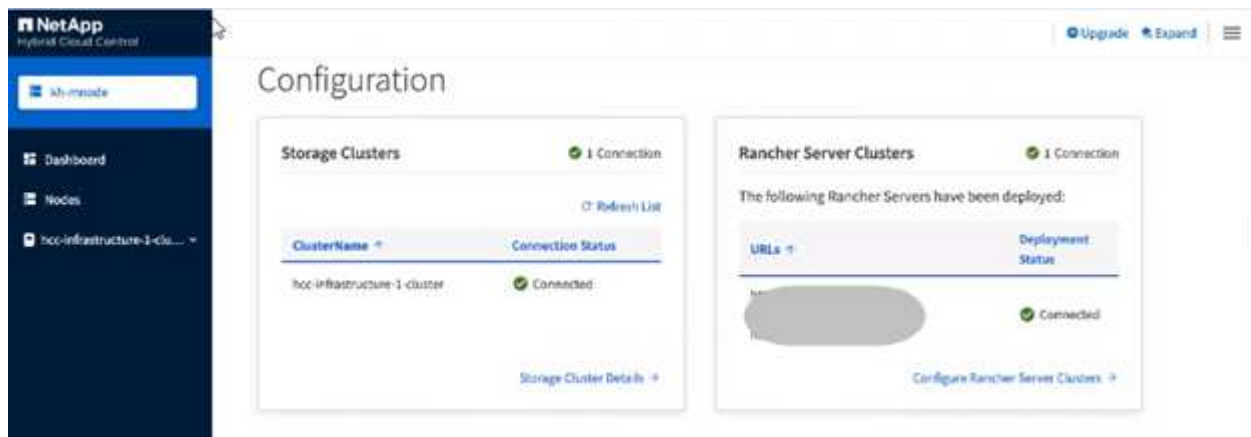 NetApp
Hybrid Cloud Control
Upgrade
Expand
kh-mnode
Configuration
Dashboard
Nodes
hcc-infrastructure-1-clu...
Storage Clusters
1 Connection
Refresh List
ClusterName
Connection Status
hcc-infrastructure-1-cluster
Connected
Storage Cluster Details
Rancher Server Clusters
1 Connection
The following Rancher Servers have been deployed:
URLs
Deployment
Status
Connected
Configure Rancher Server Clusters